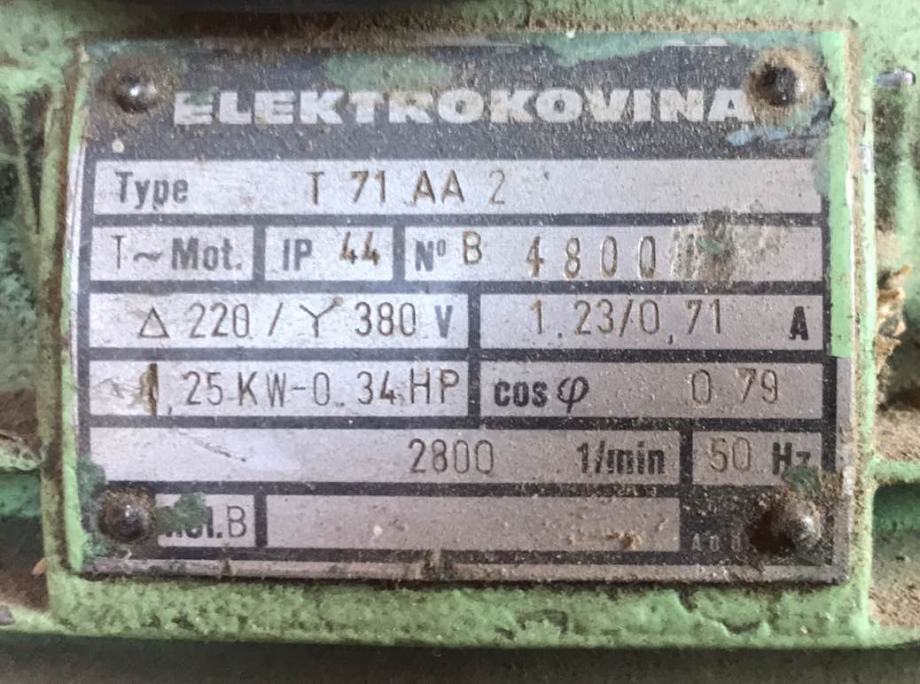 ELEKTROKOVINA
Type T 71 AA 2
T~Mot. IP 44 Nº B 4800
Δ 220 / Y 380 V 1.23/0.71 A
.25 KW-0.34 HP cos φ 0 79
2800 1/min 50 Hz
B